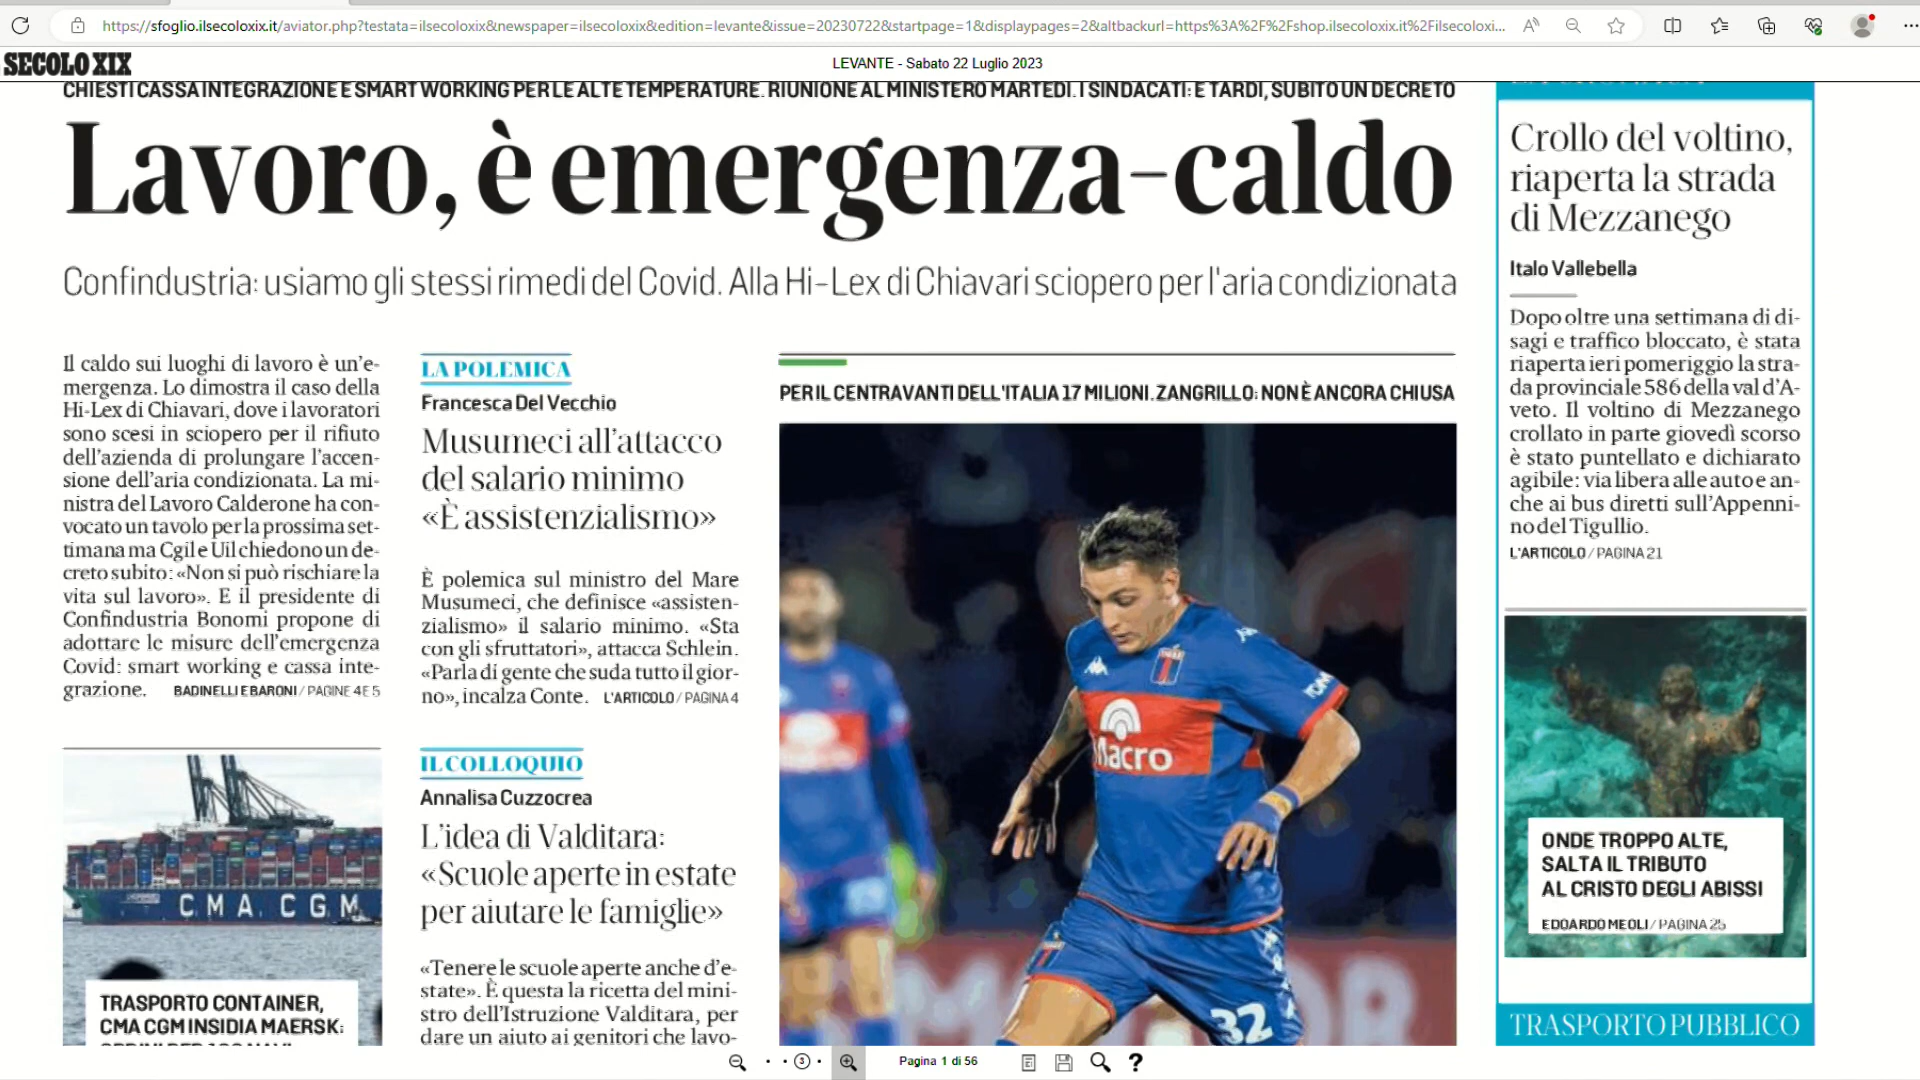 https://sfoglio.ilsecoloxix.it/aviator.php?testata=ilsecoloxix&newspaper=ilsecoloxix&edition=levante&issue=20230722&startpage=1&displaypages=2&altbackurl=https%3A%2F%2Fshop.ilsecoloxix.it%2Filsecoloxi...
SECOLO XIX
LEVANTE - Sabato 22 Luglio 2023
CHIESTI CASSA INTEGRAZIONE E SMART WORKING PER LE ALTE TEMPERATURE. RIUNIONE AL MINISTERO MARTEDÌ. I SINDACATI: È TARDI, SUBITO UN DECRETO
Lavoro, è emergenza-caldo
Confindustria: usiamo gli stessi rimedi del Covid. Alla Hi-Lex di Chiavari sciopero per l'aria condizionata
Il caldo sui luoghi di lavoro è un'e-
mergenza. Lo dimostra il caso della
Hi-Lex di Chiavari, dove i lavoratori
sono scesi in sciopero per il rifiuto
dell'azienda di prolungare l'accen-
sione dell'aria condizionata. La mi-
nistra del Lavoro Calderone ha con-
vocato un tavolo per la prossima set-
timana ma Cgil e Uil chiedono un de-
creto subito: «Non si può rischiare la
vita sul lavoro». E il presidente di
Confindustria Bonomi propone di
adottare le misure dell'emergenza
Covid: smart working e cassa inte-
grazione. BADINELLI E BARONI / PAGINE 4 E 5
CMA CGM
TRASPORTO CONTAINER,
CMA CGM INSIDIA MAERSK:
LA POLEMICA
Francesca Del Vecchio
Musumeci all'attacco
del salario minimo
«È assistenzialismo»
È polemica sul ministro del Mare
Musumeci, che definisce «assisten-
zialismo» il salario minimo. «Sta
con gli sfruttatori», attacca Schlein.
«Parla di gente che suda tutto il gior-
no», incalza Conte. L'ARTICOLO / PAGINA 4
IL COLLOQUIO
Annalisa Cuzzocrea
L'idea di Valditara:
«Scuole aperte in estate
per aiutare le famiglie»
«Tenere le scuole aperte anche d'e-
state». È questa la ricetta del mini-
stro dell'Istruzione Valditara, per
dare un aiuto ai genitori che lavo-
PER IL CENTRAVANTI DELL'ITALIA 17 MILIONI. ZANGRILLO: NON È ANCORA CHIUSA
Macro
32
Crollo del voltino,
riaperta la strada
di Mezzanego
Italo Vallebella
Dopo oltre una settimana di di-
sagi e traffico bloccato, è stata
riaperta ieri pomeriggio la stra-
da provinciale 586 della val d'A-
veto. Il voltino di Mezzanego
crollato in parte giovedì scorso
è stato puntellato e dichiarato
agibile: via libera alle auto e an-
che ai bus diretti sull'Appenni-
no del Tigullio.
L'ARTICOLO / PAGINA 21
ONDE TROPPO ALTE,
SALTA IL TRIBUTO
AL CRISTO DEGLI ABISSI
EDOARDO MEOLI / PAGINA 25
TRASPORTO PUBBLICO
3
Pagina 1 di 56